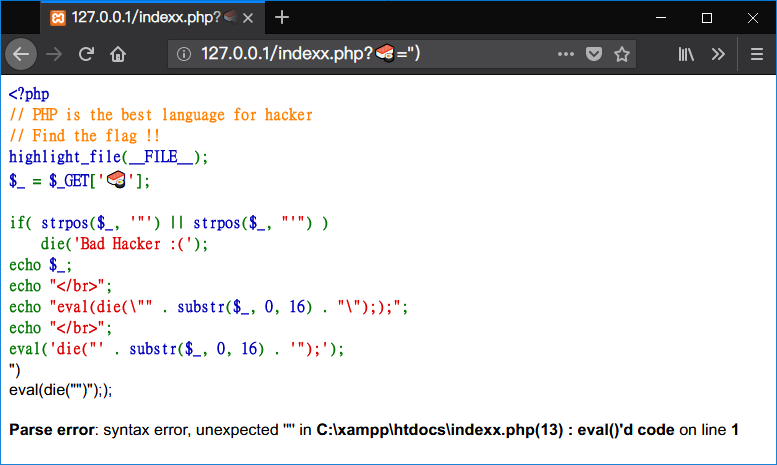 127.0.0.1/indexx.php?🍣
127.0.0.1/indexx.php?🍣=")
<?php
// PHP is the best language for hacker
// Find the flag !!
highlight_file(__FILE__);
$_ = $_GET['🍣'];
if( strpos($_, '"') || strpos($_, "'") )
    die('Bad Hacker :(');
echo $_;
echo "</br>";
echo "eval(die(\"" . substr($_, 0, 16) . "\"););";
echo "</br>";
eval('die("' . substr($_, 0, 16) . '");');
")
eval(die("")"););
Parse error: syntax error, unexpected '"' in C:\xampp\htdocs\indexx.php(13) : eval()'d code on line 1